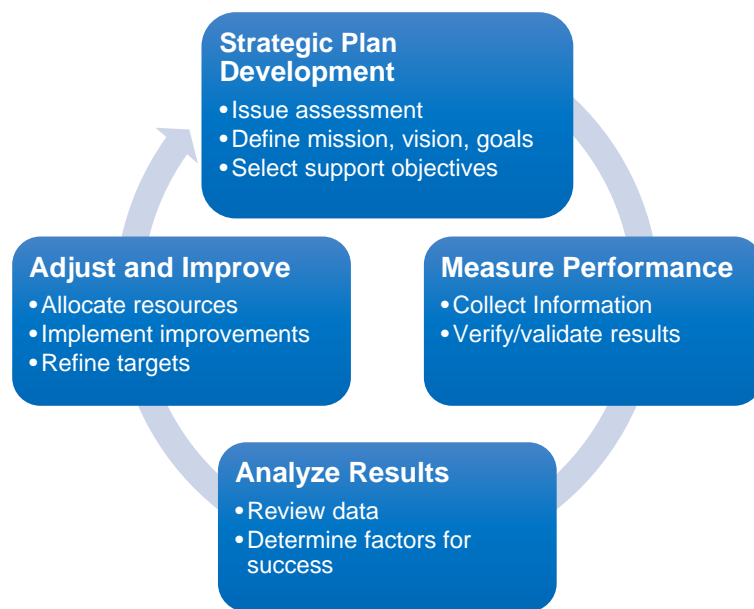 Strategic Plan
Development
•Issue assessment
•Define mission, vision, goals
•Select support objectives
Adjust and Improve
•Allocate resources
•Implement improvements
•Refine targets
Measure Performance
•Collect Information
•Verify/validate results
Analyze Results
•Review data
•Determine factors for
success